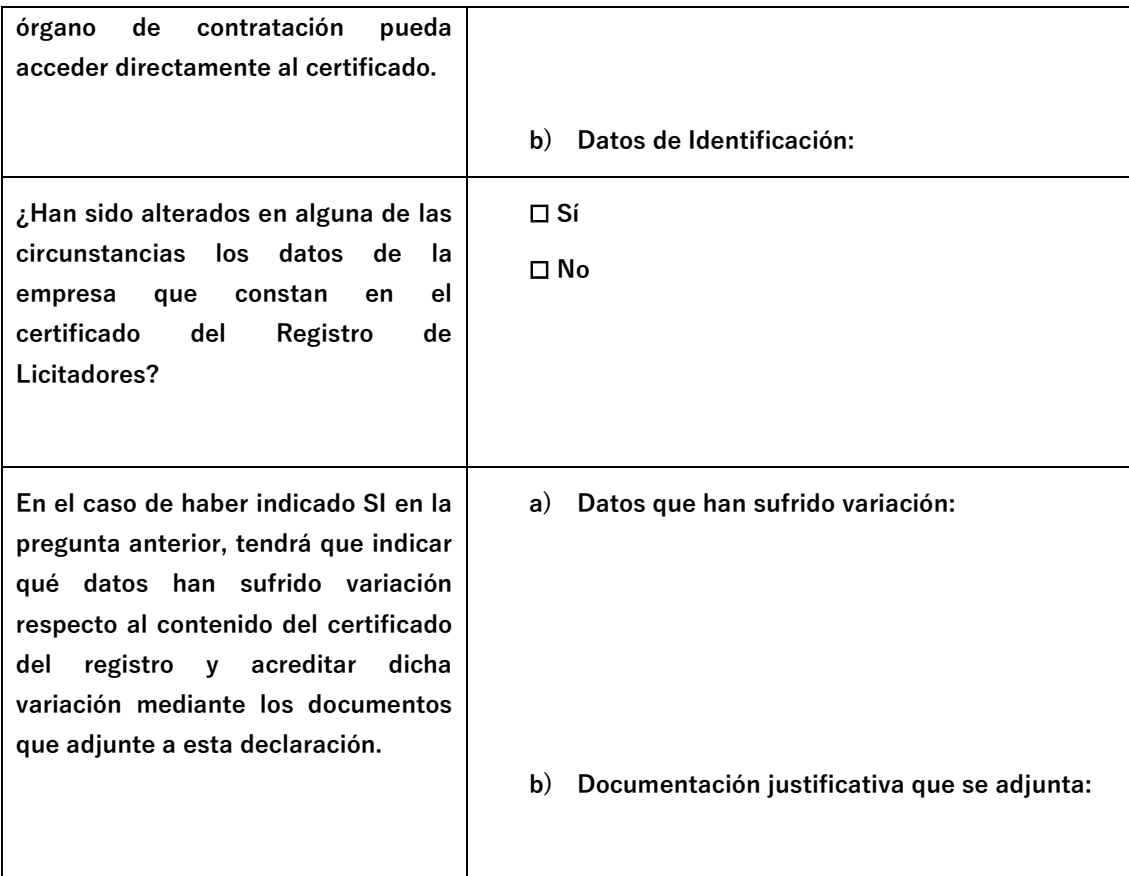 órgano de contratación pueda
acceder directamente al certificado.
b) Datos de Identificación:
¿Han sido alterados en alguna de las
circunstancias los datos de la
empresa que constan en el
certificado del Registro de
Licitadores?
☐ Sí
☐ No
En el caso de haber indicado SI en la
pregunta anterior, tendrá que indicar
qué datos han sufrido variación
respecto al contenido del certificado
del registro y acreditar dicha
variación mediante los documentos
que adjunte a esta declaración.
a) Datos que han sufrido variación:
b) Documentación justificativa que se adjunta: